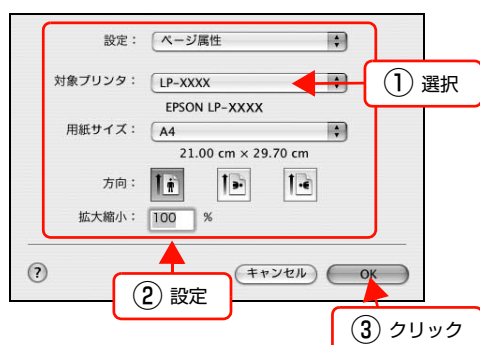 設定： ページ属性
対象プリンタ： LP-XXXX
① 選択
EPSON LP-XXXX
用紙サイズ： A4
21.00 cm × 29.70 cm
方向：
拡大縮小： 100 %
? キャンセル OK
② 設定
③ クリック